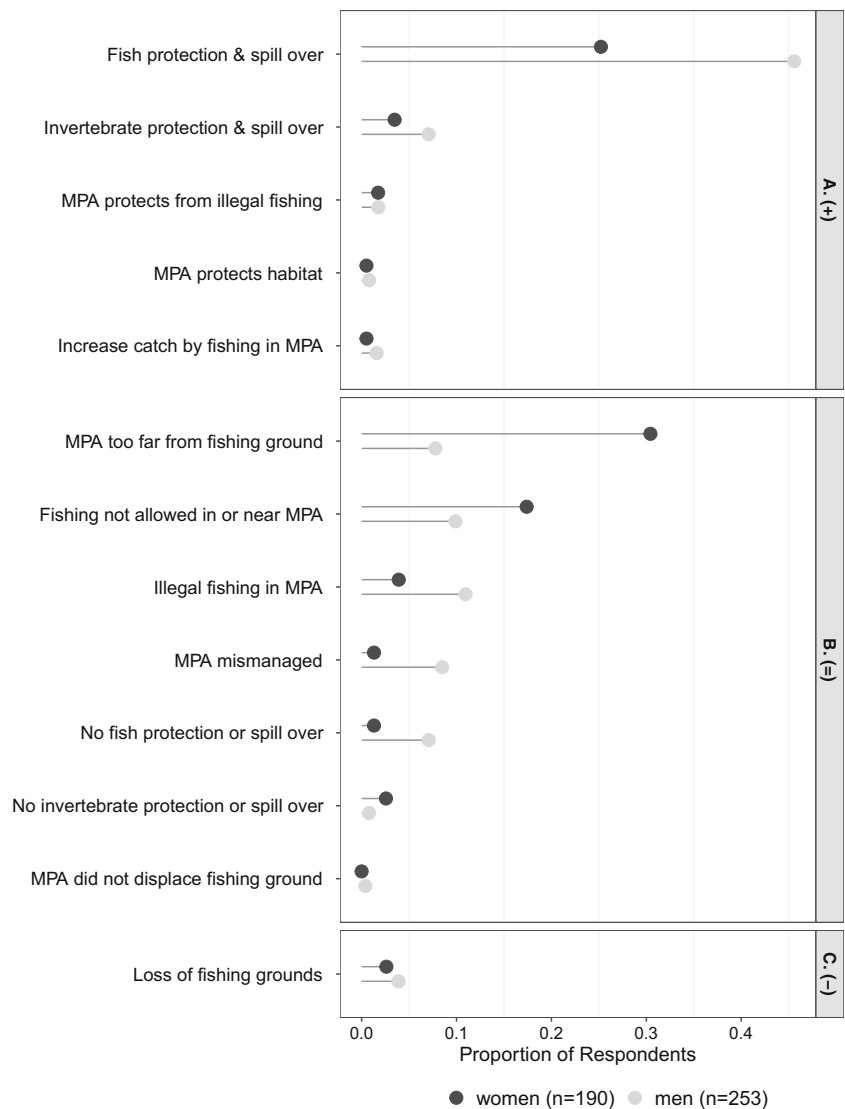 Fish protection & spill over
Invertebrate protection & spill over
MPA protects from illegal fishing
MPA protects habitat
Increase catch by fishing in MPA
A. (+)
MPA too far from fishing ground
Fishing not allowed in or near MPA
Illegal fishing in MPA
MPA mismanaged
No fish protection or spill over
No invertebrate protection or spill over
MPA did not displace fishing ground
B. (=)
Loss of fishing grounds
C. (−)
0.0 0.1 0.2 0.3 0.4
Proportion of Respondents
women (n=190) men (n=253)